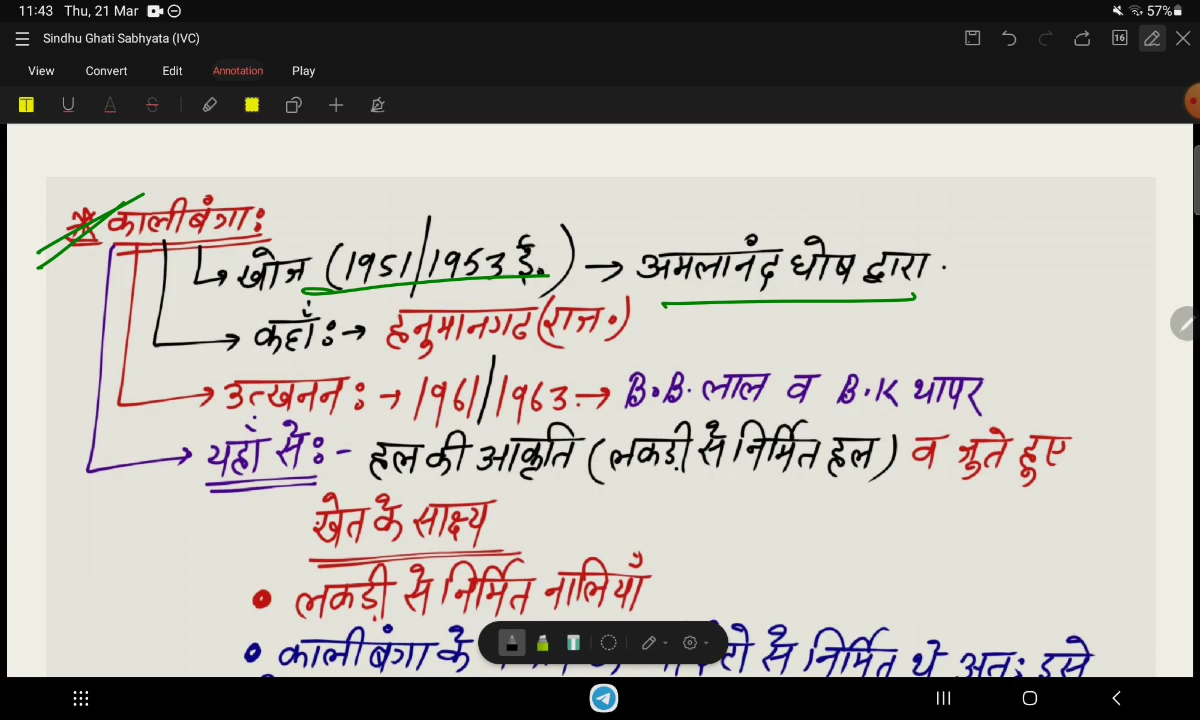 11:43 Thu, 21 Mar 57%
Sindhu Ghati Sabhyata (IVC) 16
View Convert Edit Annotation Play
T U A S
* कालीबंगा:
खोज (1951/1953 ई.) → अमलानंद घोष द्वारा.
कहाँ:→ हनुमानगढ (राज.)
उत्खनन:→ 1961/1963.→ B.B. लाल व B.K थापर
यहाँ से:- हल की आकृति (लकड़ी से निर्मित हल) व जुते हुए
खेत के साक्ष्य
• लकड़ी से निर्मित नालियाँ
• कालीबंगा के से निर्मित थे अत: इसे